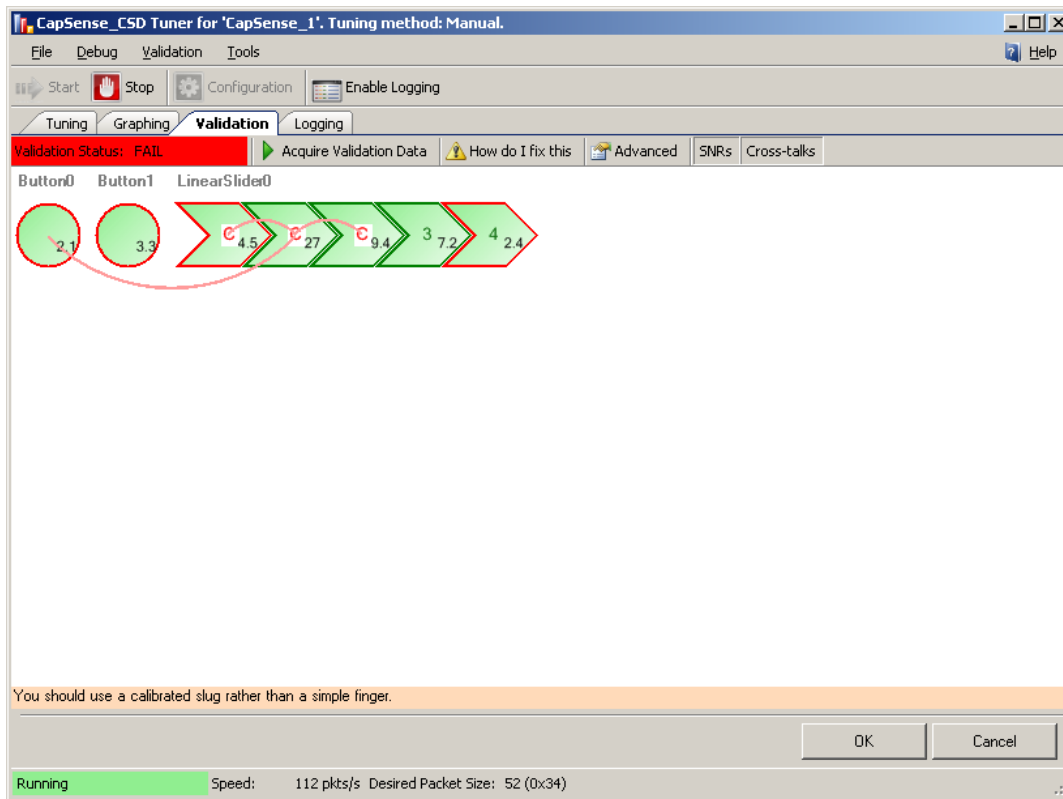 CapSense_CSD Tuner for 'CapSense_1'. Tuning method: Manual.
File Debug Validation Tools Help
Start Stop Configuration Enable Logging
Tuning Graphing Validation Logging
Validation Status: FAIL Acquire Validation Data How do I fix this Advanced SNRs Cross-talks
Button0 Button1 LinearSlider0
2.1 3.3 C 4.5 C 27 C 9.4 3 7.2 4 2.4
You should use a calibrated slug rather than a simple finger.
OK Cancel
Running Speed: 112 pkts/s Desired Packet Size: 52 (0x34)